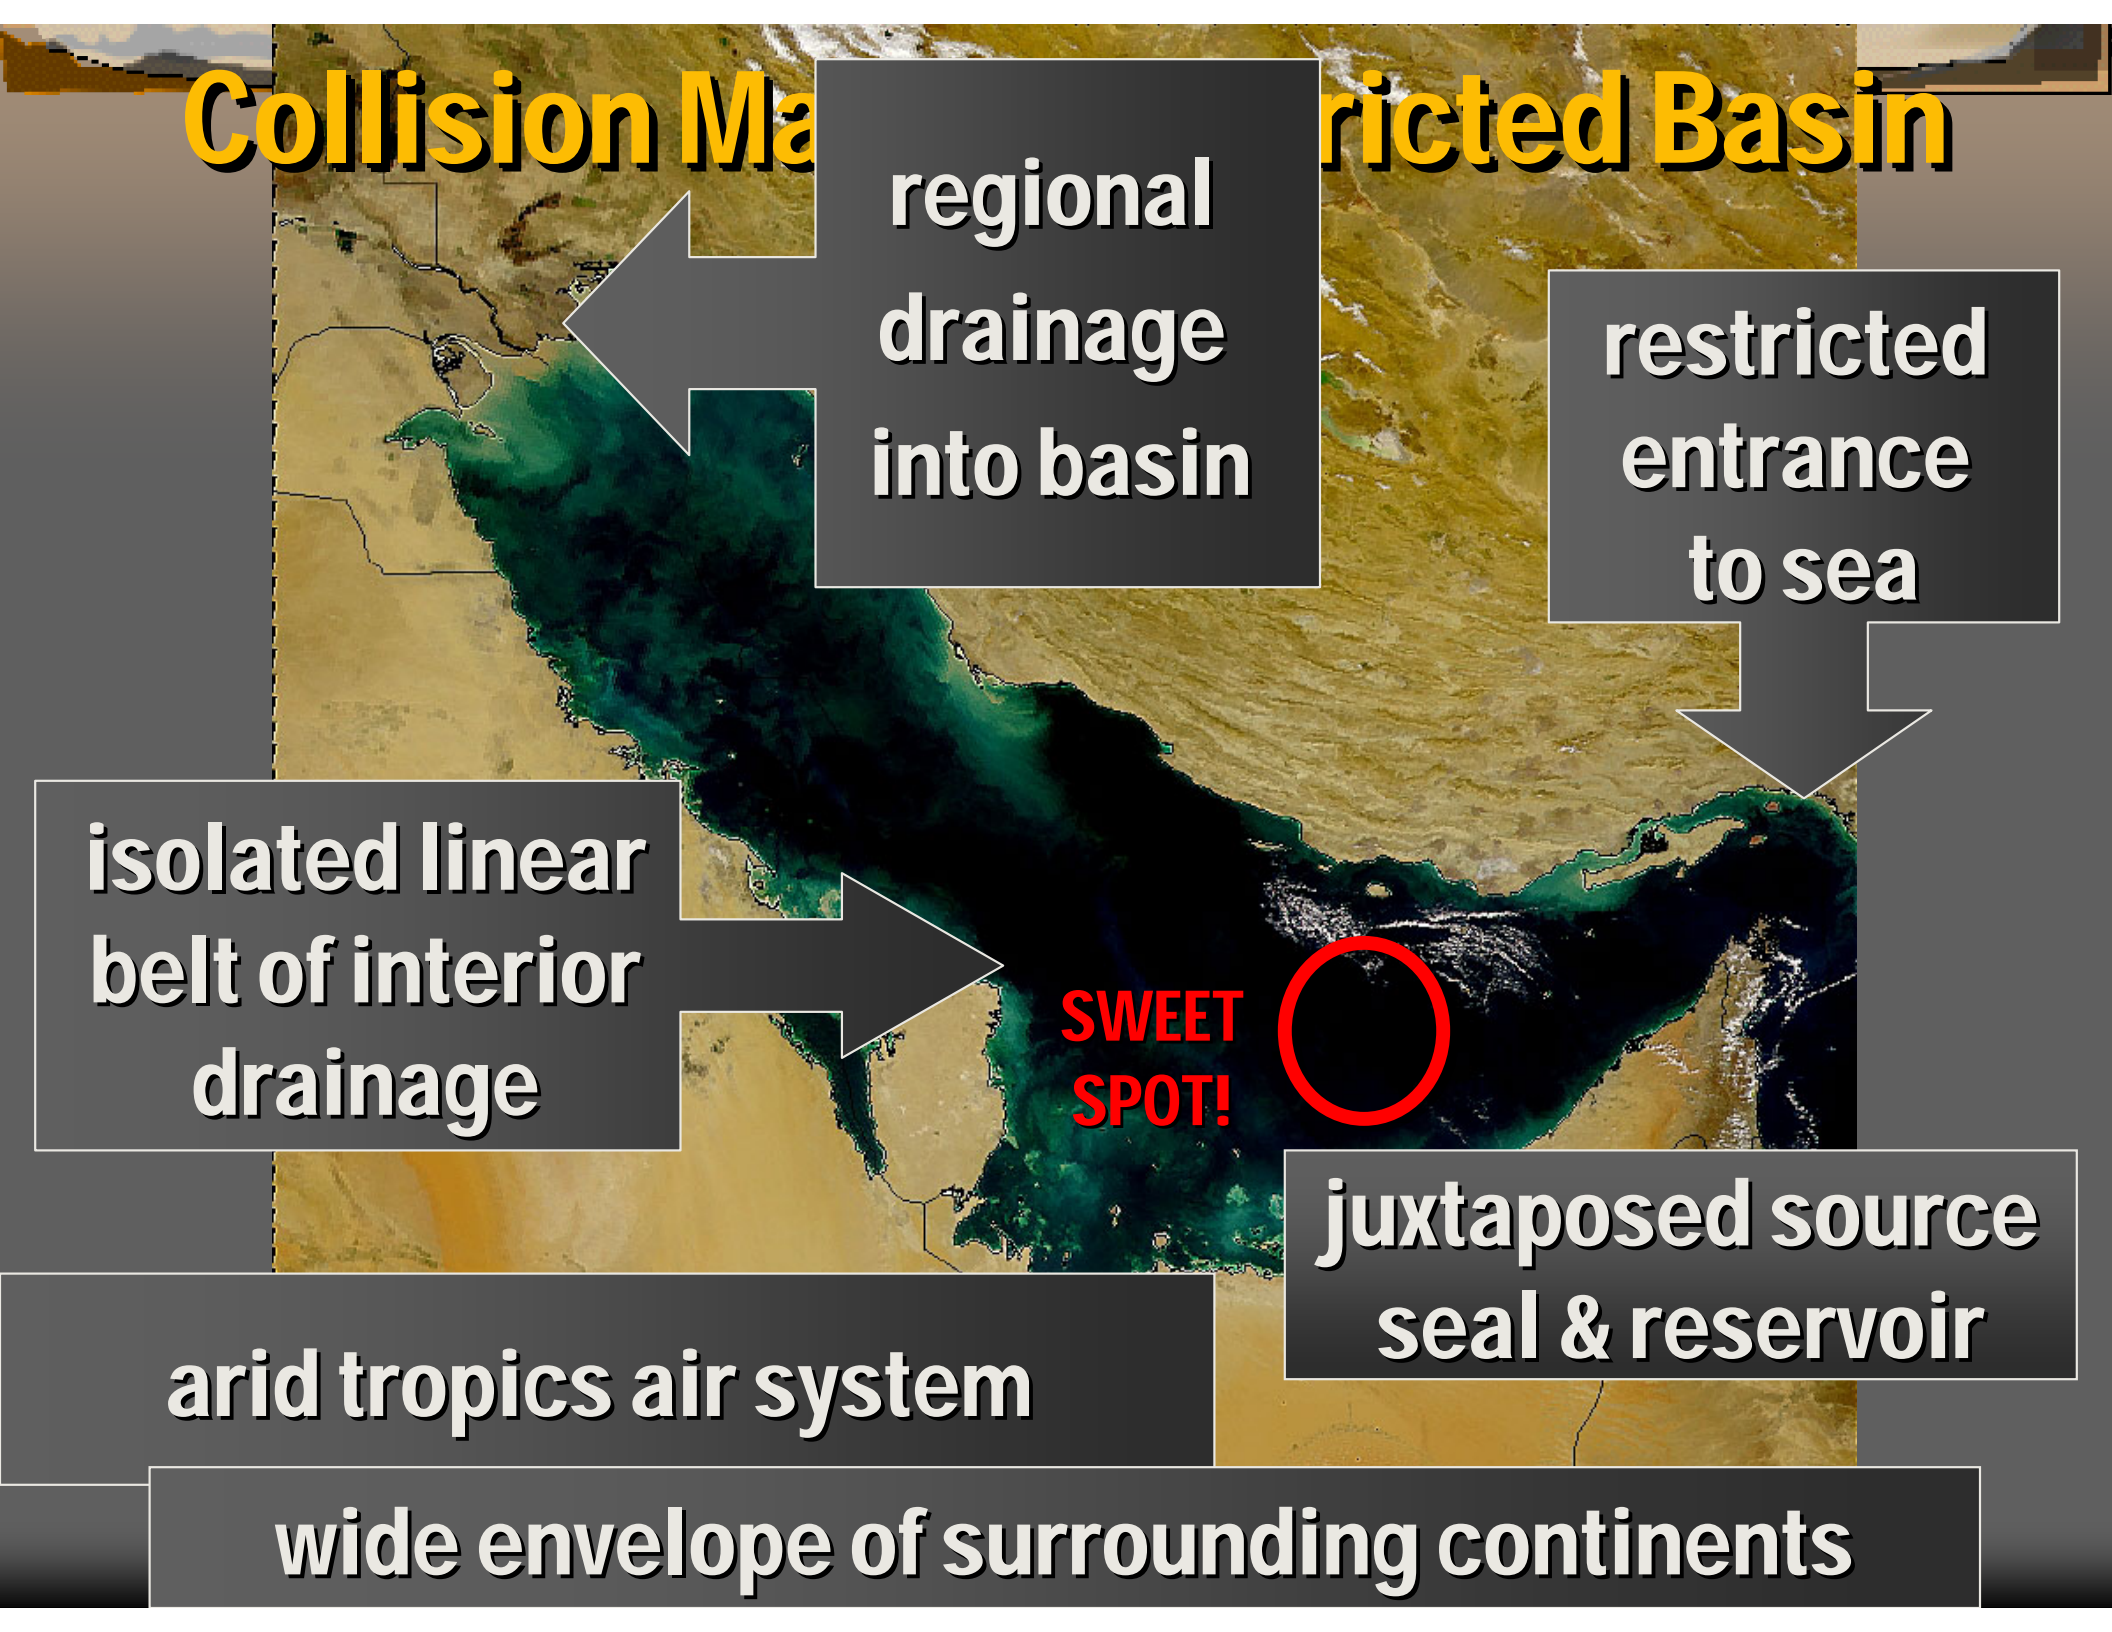 Collision Ma ricted Basin
regional
drainage
into basin
restricted
entrance
to sea
isolated linear
belt of interior
drainage
SWEET
SPOT!
juxtaposed source
seal & reservoir
arid tropics air system
wide envelope of surrounding continents